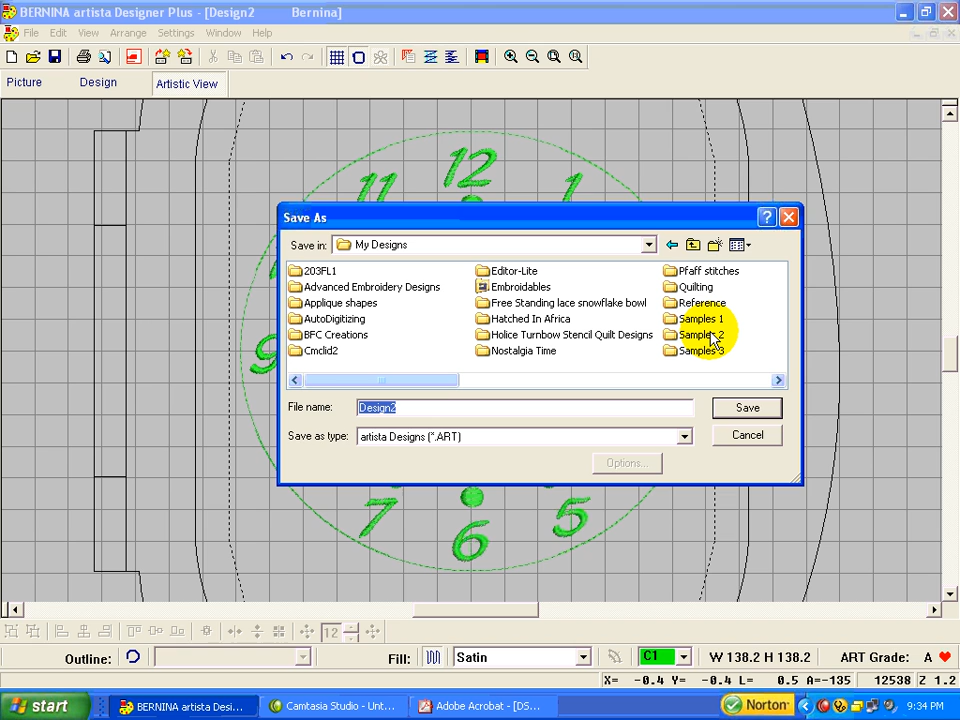 BERNINA artista Designer Plus - [Design2 Bernina]
File Edit View Arrange Settings Window Help
Picture Design Artistic View
12
11 1
Save As
Save in: My Designs
203FL1 Editor-Lite Pfaff stitches
Advanced Embroidery Designs Embroidables Quilting
Applique shapes Free Standing lace snowflake bowl Reference
AutoDigitizing Hatched In Africa Samples 1
BFC Creations Holice Turnbow Stencil Quilt Designs Samples 2
Cmclid2 Nostalgia Time Samples 3
9
File name: Design2 Save
Save as type: artista Designs (*.ART) Cancel
Options...
7 6 5
12
Outline: Fill: Satin C1 W 138.2 H 138.2 ART Grade: A
X= -0.4 Y= -0.4 L= 0.5 A=-135 12538 Z 1.2
start BERNINA artista Desi... Camtasia Studio - Unt... Adobe Acrobat - [DS... Norton 9:34 PM